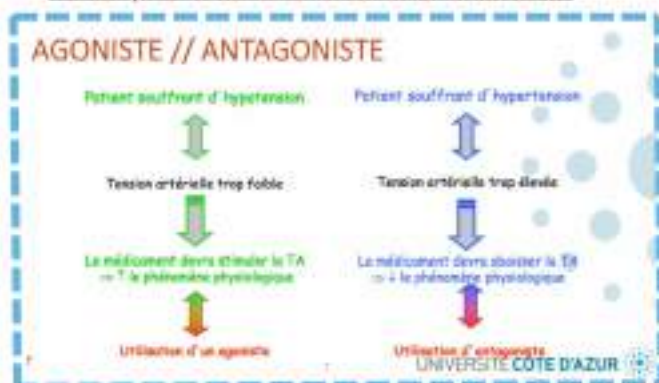 AGONISTE // ANTAGONISTE
Patient souffrant d'hypotension
Patient souffrant d'hypertension
Tension artérielle trop faible
Tension artérielle trop élevée
Le médicament devra stimuler la TA
⇒ ↑ le phénomène physiologique
Le médicament devra abaisser la TA
⇒ ↓ le phénomène physiologique
Utilisation d'un agoniste
Utilisation d'antagoniste
UNIVERSITÉ CÔTE D'AZUR